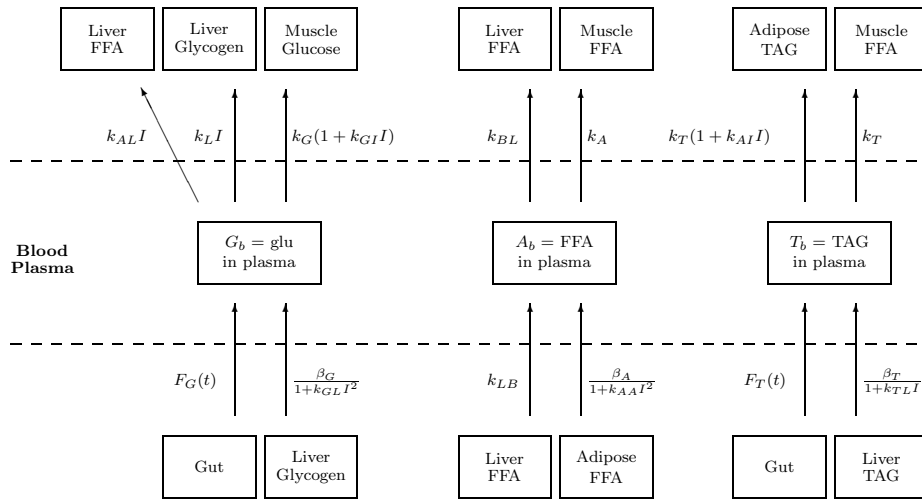 Liver FFA
Liver Glycogen
Muscle Glucose
Liver FFA
Muscle FFA
Adipose TAG
Muscle FFA
k_{AL}I
k_L I
k_G(1 + k_{GI}I)
k_{BL}
k_A
k_T(1 + k_{AI}I)
k_T
Blood Plasma
G_b = glu in plasma
A_b = FFA in plasma
T_b = TAG in plasma
F_G(t)
\frac{β_G}{1+k_{GL}I^2}
k_{LB}
\frac{β_A}{1+k_{AA}I^2}
F_T(t)
\frac{β_T}{1+k_{TL}I}
Gut
Liver Glycogen
Liver FFA
Adipose FFA
Gut
Liver TAG